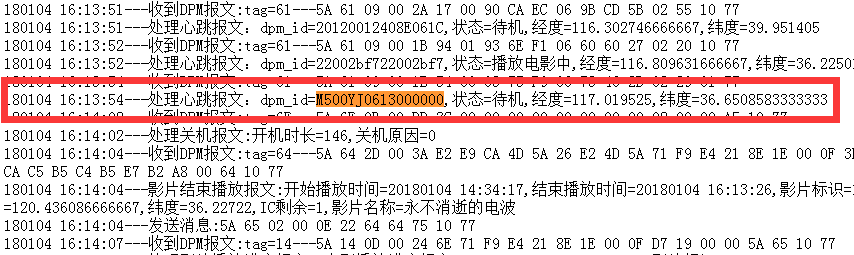 180104 16:13:51---收到DPM报文:tag=61---5A 61 09 00 2A 17 00 90 CA EC 06 9B CD 5B 02 55 10 77
180104 16:13:51---处理心跳报文: dpm_id=20120012408E061C,状态=待机,经度=116.302746666667,纬度=39.951405
180104 16:13:52---收到DPM报文:tag=61---5A 61 09 00 1B 94 01 93 6E F1 06 60 60 27 02 20 10 77
180104 16:13:52---处理心跳报文: dpm_id=22002bf722002bf7,状态=播放电影中,经度=116.809631666667,纬度=36.2250
180104 16:13:54---处理心跳报文: dpm_id=M500YJ0613000000,状态=待机,经度=117.019525,纬度=36.6508583333333
180104 16:14:02---处理关机报文:开机时长=146,关机原因=0
180104 16:14:08---收到DPM报文:tag=64---5A 64 2D 00 3A E2 E9 CA 4D 5A 26 E2 4D 5A 71 F9 E4 21 8E 1E 00 0F 3
CA C5 B5 C4 B5 E7 B2 A8 00 64 10 77
180104 16:14:08---影片结束播放报文:开始播放时间=20180104 14:34:17,结束播放时间=20180104 16:13:26,影片标识=
=120.436086666667,纬度=36.22722,IC剩余=1,影片名称=永不消逝的电波
180104 16:14:04---发送消息:5A 65 02 00 0E 22 64 64 75 10 77
180104 16:14:07---收到DPM报文:tag=14---5A 14 0D 00 24 6E 71 F9 E4 21 8E 1E 00 0F D7 19 00 00 5A 65 10 77